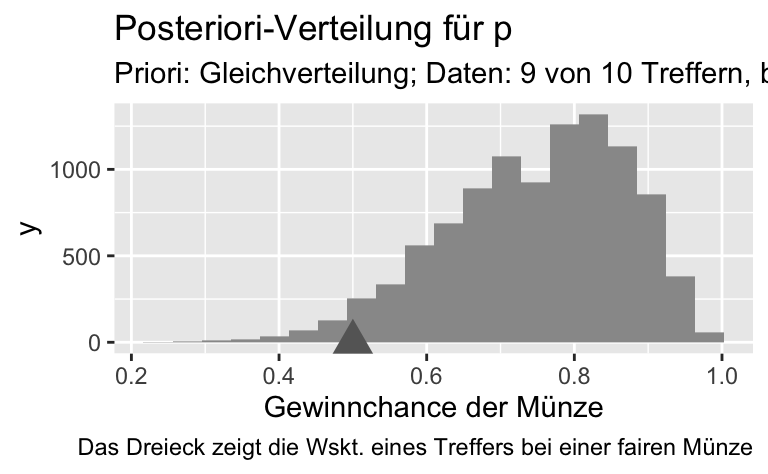 Posteriori-Verteilung für p
Priori: Gleichverteilung; Daten: 9 von 10 Treffern, b
1000
500
0
y
0.2 0.4 0.6 0.8 1.0
Gewinnchance der Münze
Das Dreieck zeigt die Wskt. eines Treffers bei einer fairen Münze